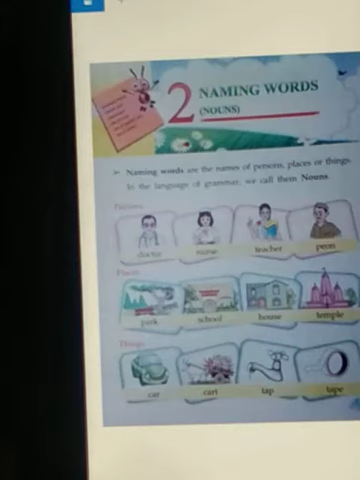 2 NAMING WORDS
(NOUNS)
➢ Naming words are the names of persons, places or things.
In the language of grammar, we call them Nouns.
Persons
doctor nurse teacher peon
Places
park school house temple
Things
car cart tap tape